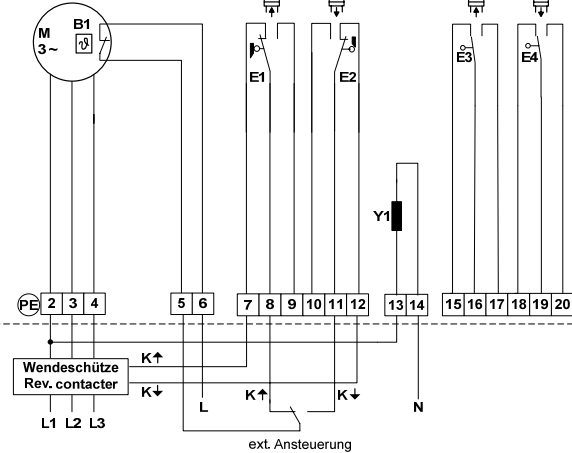 M
3~
B1
ϑ
E1
E2
E3
E4
Y1
PE
2 3 4
5 6
7 8 9 10 11 12
13 14
15 16 17 18 19 20
Wendeschütze
Rev. contacter
K↑
K↓
L1 L2 L3
L
K↑
K↓
N
ext. Ansteuerung